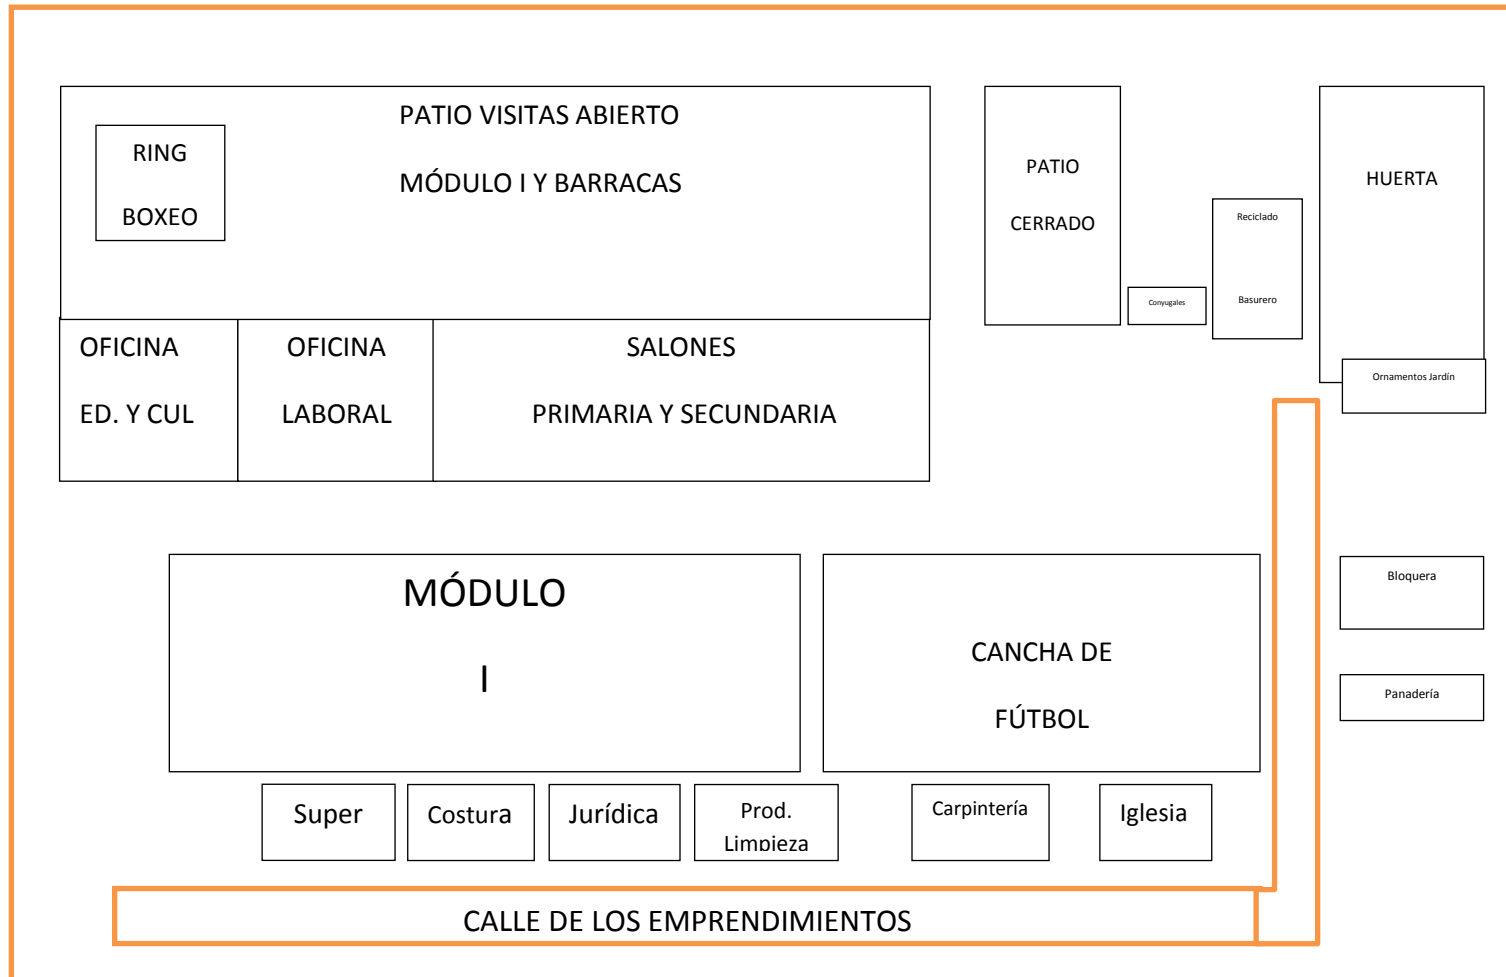 PATIO VISITAS ABIERTO
MÓDULO I Y BARRACAS
RING
BOXEO
PATIO
CERRADO
Reciclado
Basurero
Conyugales
HUERTA
Ornamentos Jardín
OFICINA
ED. Y CUL
OFICINA
LABORAL
SALONES
PRIMARIA Y SECUNDARIA
MÓDULO
I
CANCHA DE
FÚTBOL
Bloquera
Panadería
Super
Costura
Jurídica
Prod.
Limpieza
Carpintería
Iglesia
CALLE DE LOS EMPRENDIMIENTOS